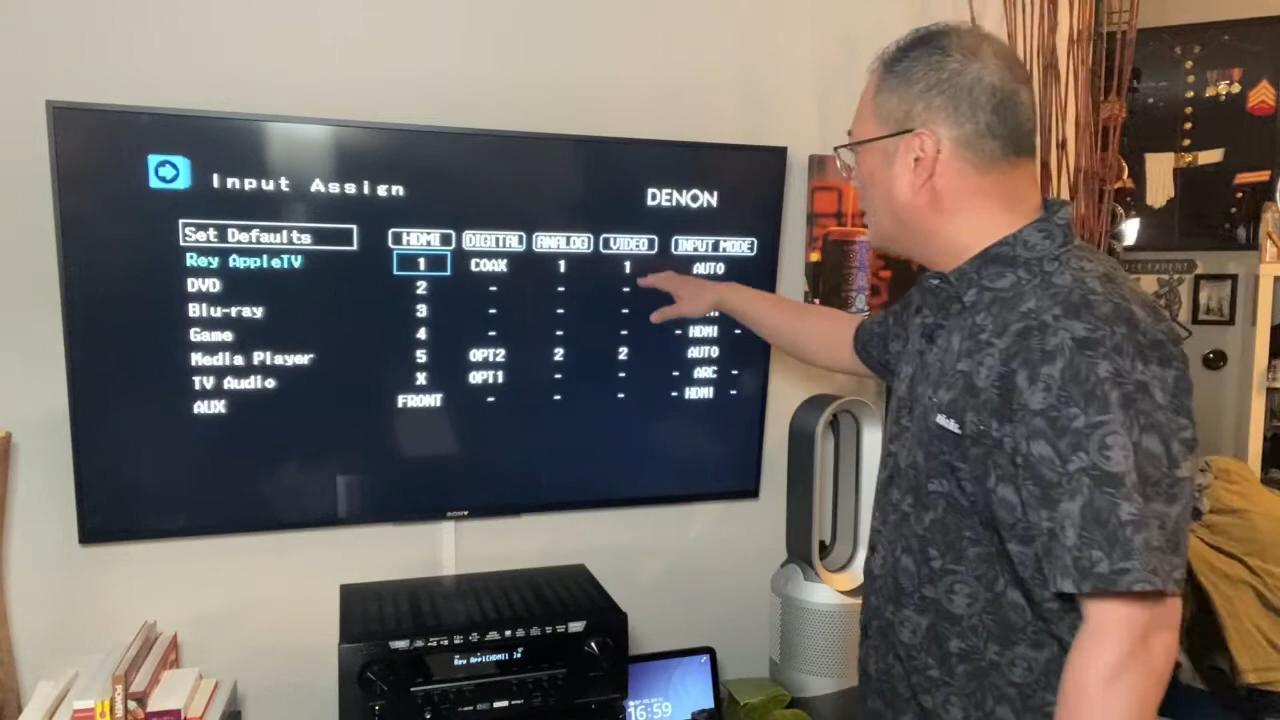 Input Assign
DENON
Set Defaults HDMI DIGITAL ANALOG VIDEO INPUT MODE
Rey AppleTV 1 COAX 1 1 AUTO
DVD 2 - - -
Blu-ray 3 - - -
Game 4 - - - - HDMI -
Media Player 5 OPT2 2 2 AUTO
TV Audio X OPT1 - - - ARC -
AUX FRONT - - - - HDMI -
SONY
16:59
POWER